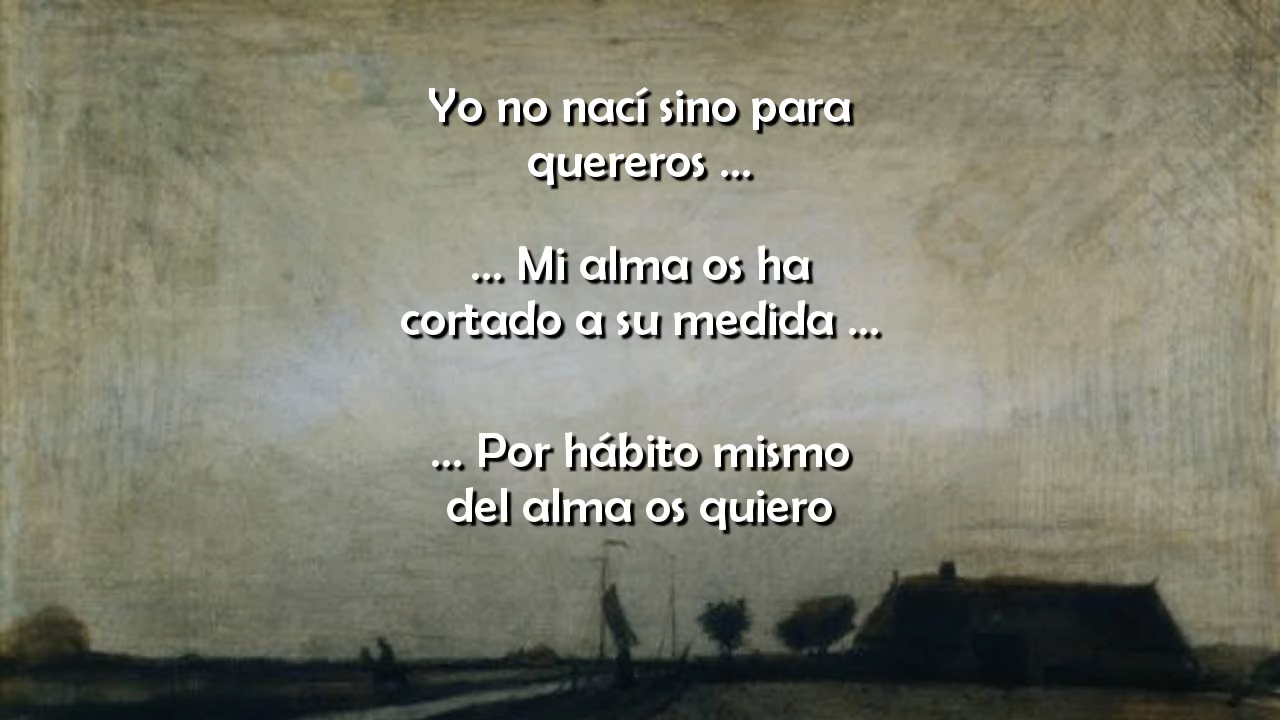 Yo no nací sino para
quereros ...
... Mi alma os ha
cortado a su medida ...
... Por hábito mismo
del alma os quiero